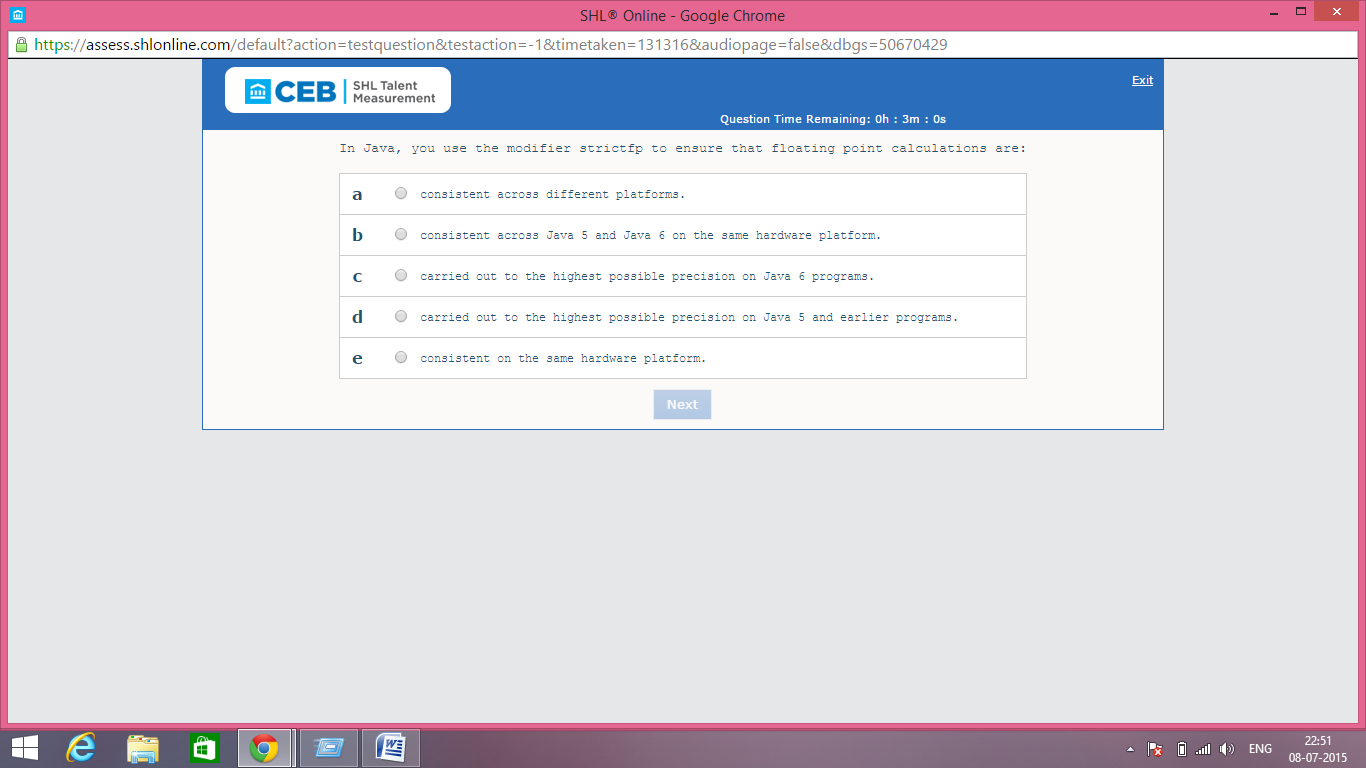 SHL® Online - Google Chrome
https://assess.shlonline.com/default?action=testquestion&testaction=-1&timetaken=131316&audiopage=false&dbgs=50670429
CEB SHL Talent
Measurement
Exit
Question Time Remaining: 0h : 3m : 0s
In Java, you use the modifier strictfp to ensure that floating point calculations are:
a consistent across different platforms.
b consistent across Java 5 and Java 6 on the same hardware platform.
c carried out to the highest possible precision on Java 6 programs.
d carried out to the highest possible precision on Java 5 and earlier programs.
e consistent on the same hardware platform.
Next
ENG
22:51
08-07-2015